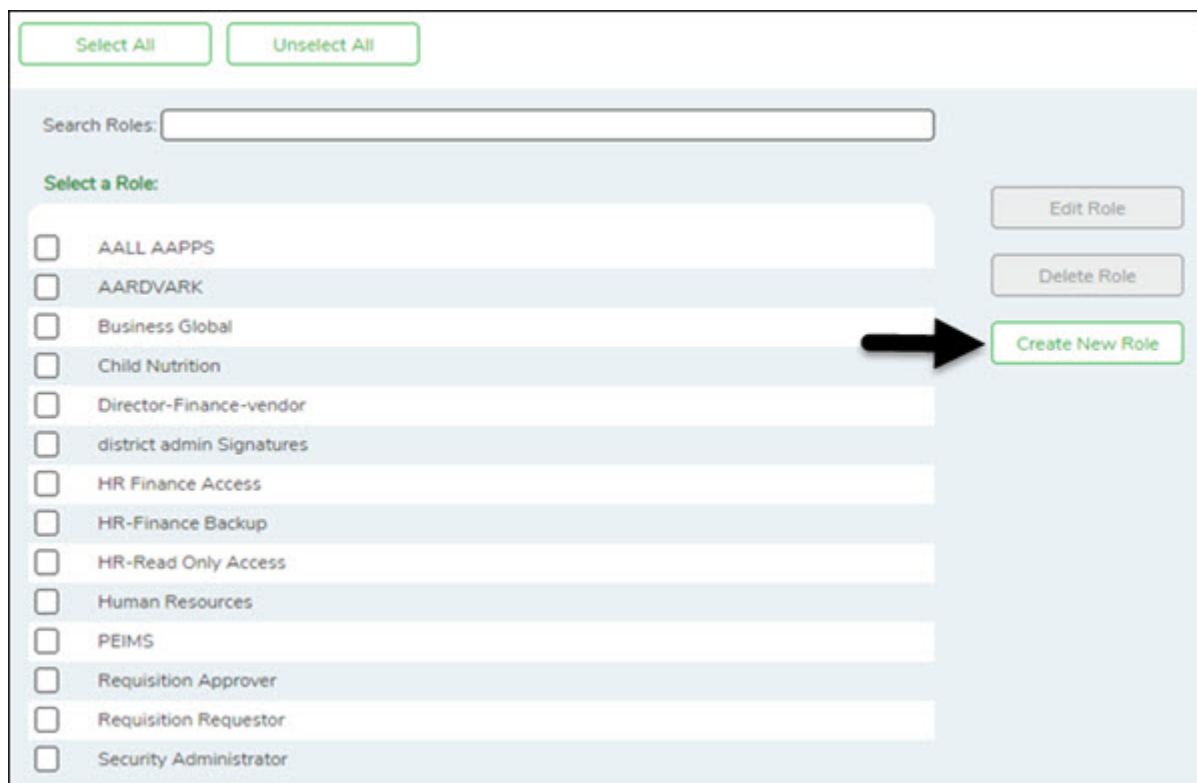 Select All
Unselect All
Search Roles:
Select a Role:
Edit Role
AALL AAPPS
Delete Role
AARDVARK
Business Global
Create New Role
Child Nutrition
Director-Finance-vendor
district admin Signatures
HR Finance Access
HR-Finance Backup
HR-Read Only Access
Human Resources
PEIMS
Requisition Approver
Requisition Requestor
Security Administrator